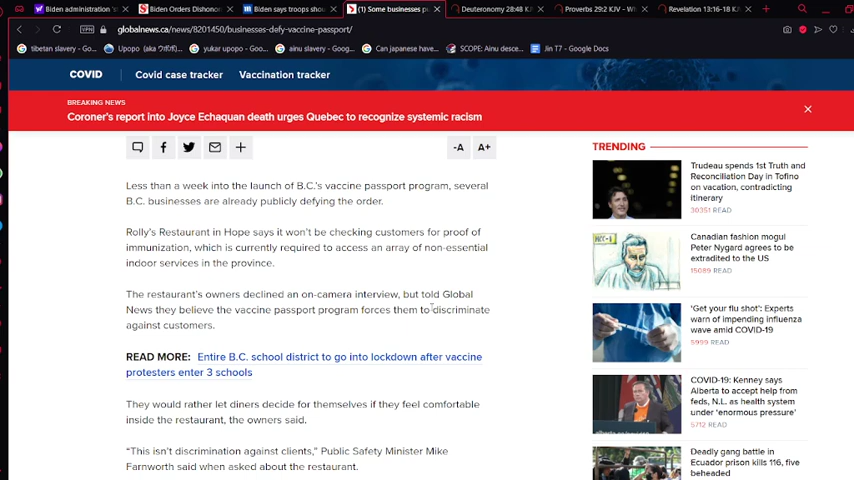 Biden administration 's
Biden Orders Dishono
Biden says troops shou
(1) Some businesses pu
Deuteronomy 28:48 KJ
Proverbs 29:2 KJV - W
Revelation 13:16-18 KJ
VPN
globalnews.ca/news/8201450/businesses-defy-vaccine-passport/
tibetan slavery - Go...
Upopo (aka ウポポイ) -...
yukar upopo - Googl...
ainu slavery - Goog...
Can japanese have...
SCOPE: Ainu desce...
Jin T7 - Google Docs
COVID
Covid case tracker
Vaccination tracker
BREAKING NEWS
Coroner's report into Joyce Echaquan death urges Quebec to recognize systemic racism
-A
A+
Less than a week into the launch of B.C.'s vaccine passport program, several
B.C. businesses are already publicly defying the order.
Rolly's Restaurant in Hope says it won't be checking customers for proof of
immunization, which is currently required to access an array of non-essential
indoor services in the province.
The restaurant's owners declined an on-camera interview, but told Global
News they believe the vaccine passport program forces them to discriminate
against customers.
READ MORE: Entire B.C. school district to go into lockdown after vaccine
protesters enter 3 schools
They would rather let diners decide for themselves if they feel comfortable
inside the restaurant, the owners said.
“This isn't discrimination against clients,” Public Safety Minister Mike
Farnworth said when asked about the restaurant.
TRENDING
Trudeau spends 1st Truth and
Reconciliation Day in Tofino
on vacation, contradicting
itinerary
30351 READ
Canadian fashion mogul
Peter Nygard agrees to be
extradited to the US
15089 READ
'Get your flu shot': Experts
warn of impending influenza
wave amid COVID-19
5999 READ
COVID-19: Kenney says
Alberta to accept help from
feds, N.L. as health system
under 'enormous pressure'
5712 READ
Deadly gang battle in
Ecuador prison kills 116, five
beheaded